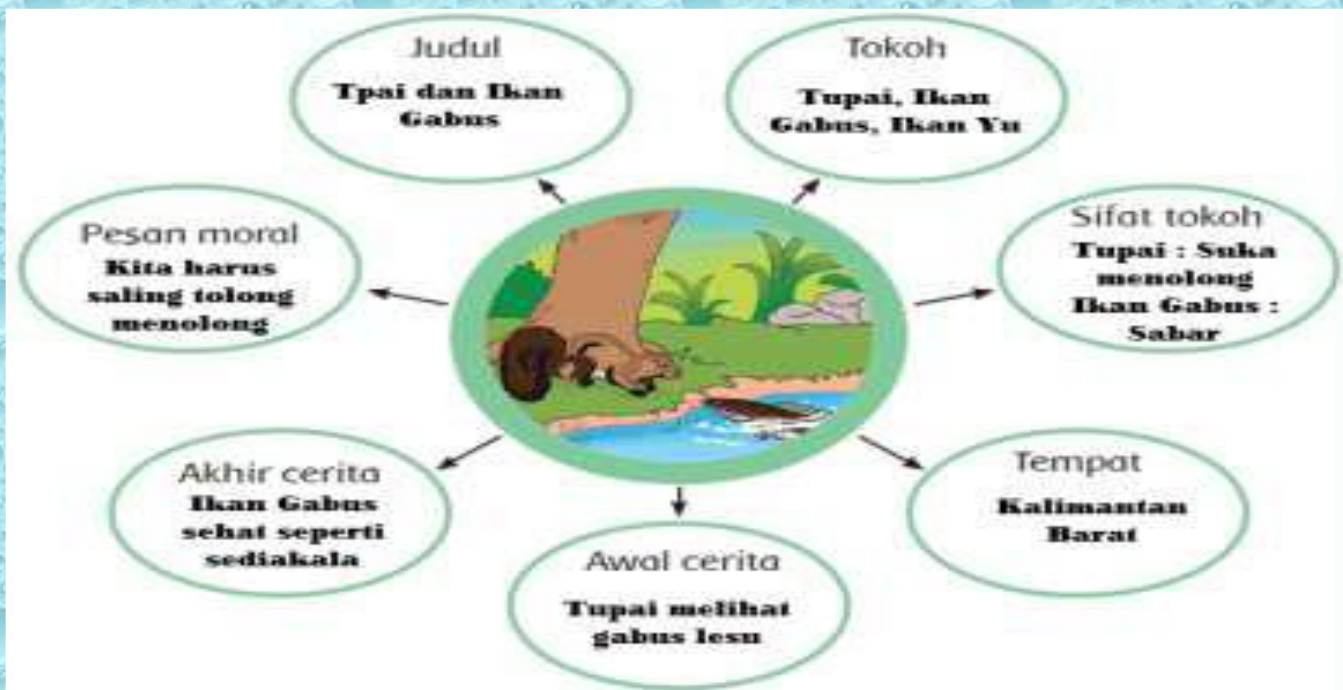 Judul
Tpai dan Ikan
Gabus
Tokoh
Tupai, Ikan
Gabus, Ikan Yu
Pesan moral
Kita harus
saling tolong
menolong
Sifat tokoh
Tupai : Suka
menolong
Ikan Gabus :
Sabar
Akhir cerita
Ikan Gabus
sehat seperti
sediakala
Tempat
Kalimantan
Barat
Awal cerita
Tupai melihat
gabus lesu